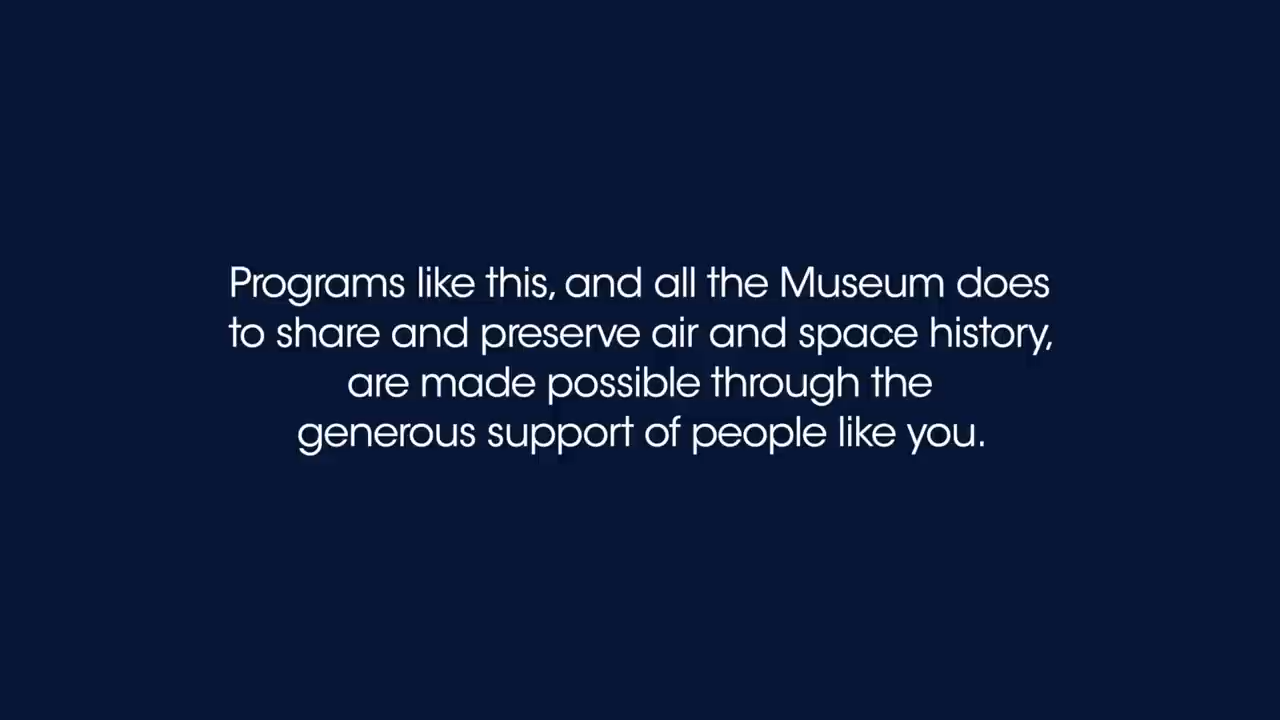 Programs like this, and all the Museum does
to share and preserve air and space history,
are made possible through the
generous support of people like you.